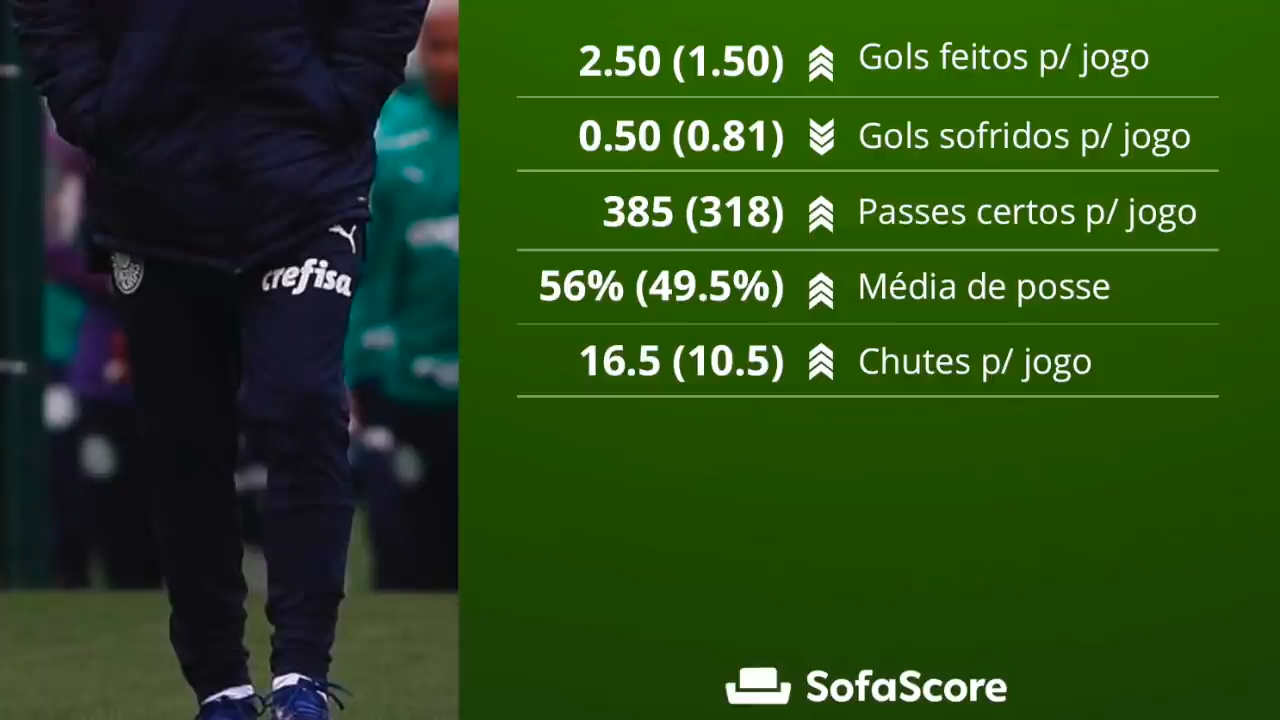 2.50 (1.50) Gols feitos p/ jogo
0.50 (0.81) Gols sofridos p/ jogo
385 (318) Passes certos p/ jogo
56% (49.5%) Média de posse
16.5 (10.5) Chutes p/ jogo
crefisa
SofaScore